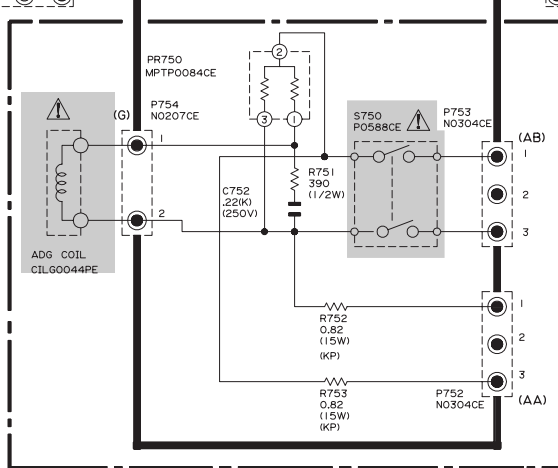 PR750
MPTP0084CE
2
3
1
(G)
P754
N0207CE
1
2
ADG COIL
CILG0044PE
S750
P0588CE
P753
N0304CE
(AB)
1
2
3
R751
390
(1/2W)
C752
.22(K)
(250V)
R752
0.82
(15W)
(KP)
R753
0.82
(15W)
(KP)
1
2
3
P752
N0304CE
(AA)